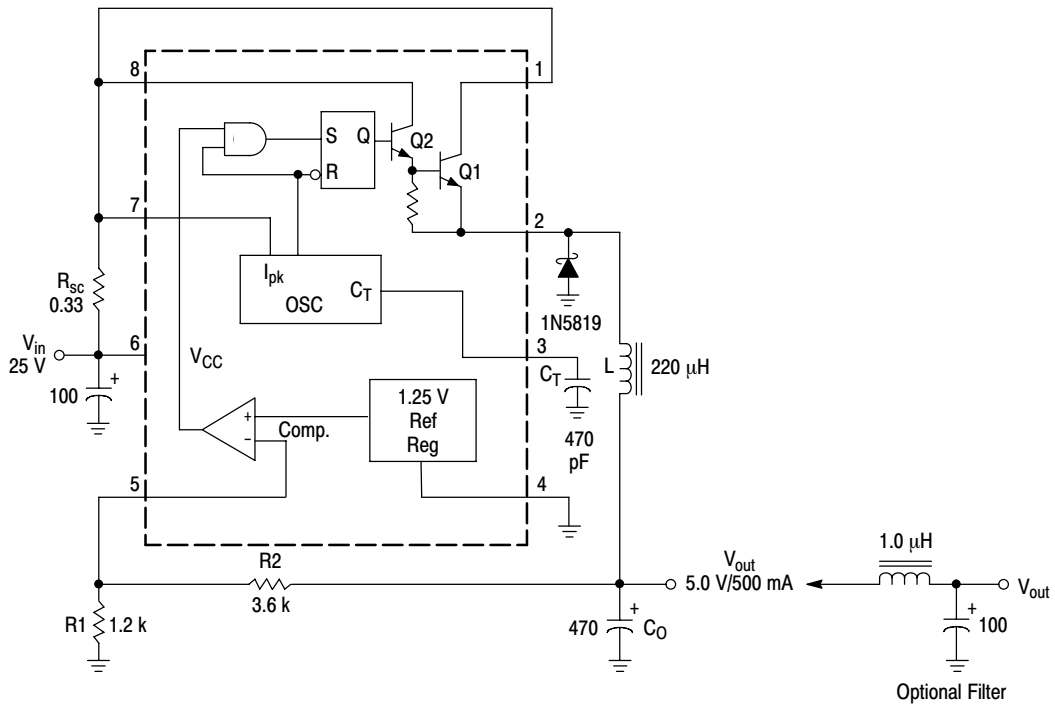 8
1
S
Q
Q2
R
Q1
7
2
Ipk
CT
OSC
Rsc
0.33
1N5819
Vin
25 V
6
VCC
3
CT
L
220 µH
100
+
1.25 V
Ref
Reg
470
pF
+
−
Comp.
5
4
R2
3.6 k
Vout
5.0 V/500 mA
1.0 µH
Vout
R1
1.2 k
470
+
CO
+
100
Optional Filter